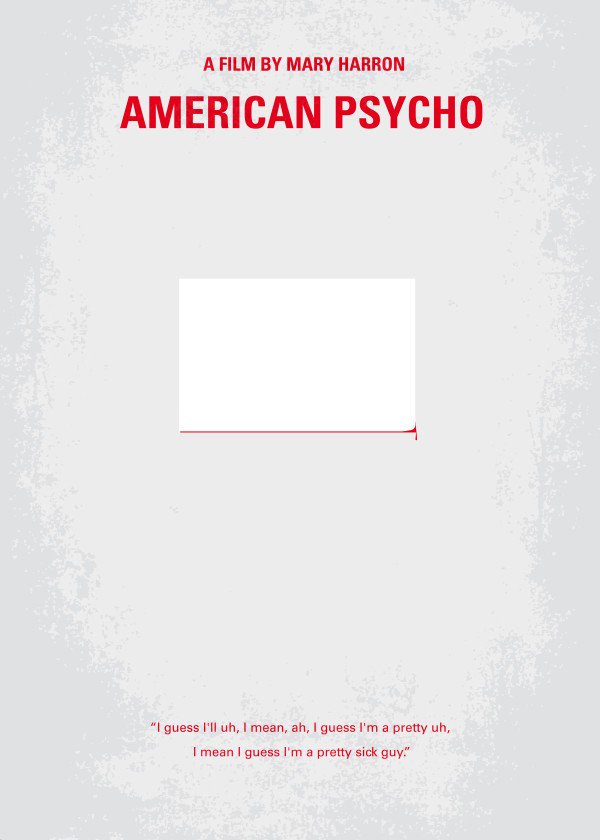 A FILM BY MARY HARRON
AMERICAN PSYCHO
“I guess I'll uh, I mean, ah, I guess I'm a pretty uh,
I mean I guess I'm a pretty sick guy.”